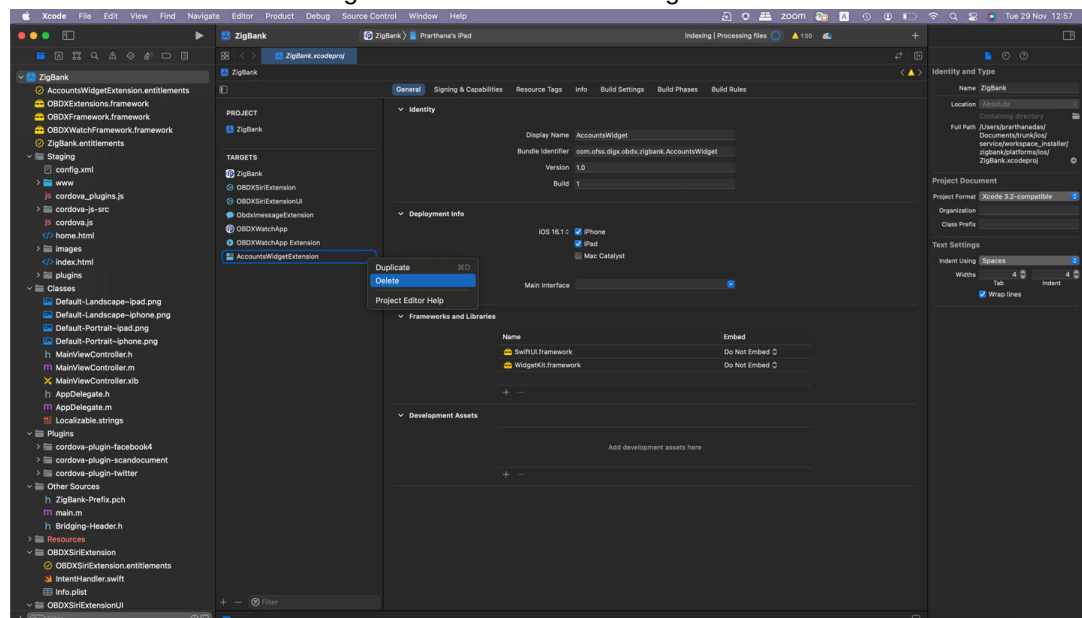 Xcode File Edit View Find Navigate Editor Product Debug Source Control Window Help zoom Tue 29 Nov 12:57
ZigBank ZigBank Prarthana's iPad Indexing | Processing files 130
ZigBank.xcodeproj
ZigBank
ZigBank
AccountsWidgetExtension.entitlements
OBDXExtensions.framework
OBDXFramework.framework
OBDXWatchFramework.framework
ZigBank.entitlements
Staging
config.xml
www
cordova_plugins.js
cordova-js-src
cordova.js
home.html
images
index.html
plugins
Classes
Default-Landscape~ipad.png
Default-Landscape~iphone.png
Default-Portrait~ipad.png
Default-Portrait~iphone.png
MainViewController.h
MainViewController.m
MainViewController.xib
AppDelegate.h
AppDelegate.m
Localizable.strings
Plugins
cordova-plugin-facebook4
cordova-plugin-scandocument
cordova-plugin-twitter
Other Sources
ZigBank-Prefix.pch
main.m
Bridging-Header.h
Resources
OBDXSiriExtension
OBDXSiriExtension.entitlements
IntentHandler.swift
Info.plist
OBDXSiriExtensionUI
PROJECT
ZigBank
TARGETS
ZigBank
OBDXSiriExtension
OBDXSiriExtensionUI
ObdxImessageExtension
OBDXWatchApp
OBDXWatchApp Extension
AccountsWidgetExtension
Filter
Duplicate ⌘D
Delete
Project Editor Help
General Signing & Capabilities Resource Tags Info Build Settings Build Phases Build Rules
Identity
Display Name AccountsWidget
Bundle Identifier com.ofss.digx.obdx.zigbank.AccountsWidget
Version 1.0
Build 1
Deployment Info
iOS 16.1 iPhone
iPad
Mac Catalyst
Main Interface
Frameworks and Libraries
Name Embed
SwiftUI.framework Do Not Embed
WidgetKit.framework Do Not Embed
+ −
Development Assets
Add development assets here
+ −
Identity and Type
Name ZigBank
Location Absolute
Containing directory
Full Path /Users/prarthanadas/
Documents/trunk/ios/
service/workspace_installer/
zigbank/platforms/ios/
ZigBank.xcodeproj
Project Document
Project Format Xcode 3.2-compatible
Organization
Class Prefix
Text Settings
Indent Using Spaces
Widths 4 4
Tab Indent
Wrap lines